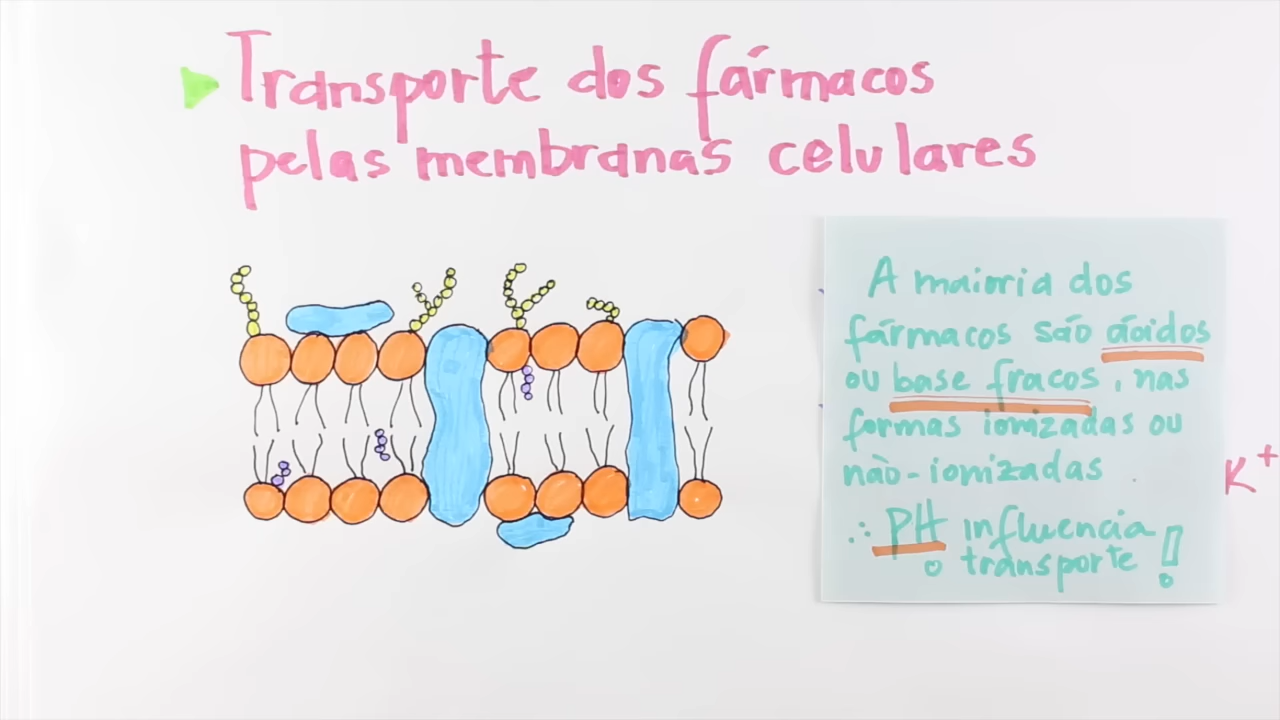 Transporte dos fármacos
pelas membranas celulares
A maioria dos
fármacos são ácidos
ou base fracos, nas
formas ionizadas ou
não-ionizadas
∴ PH influencia
o transporte!
K+